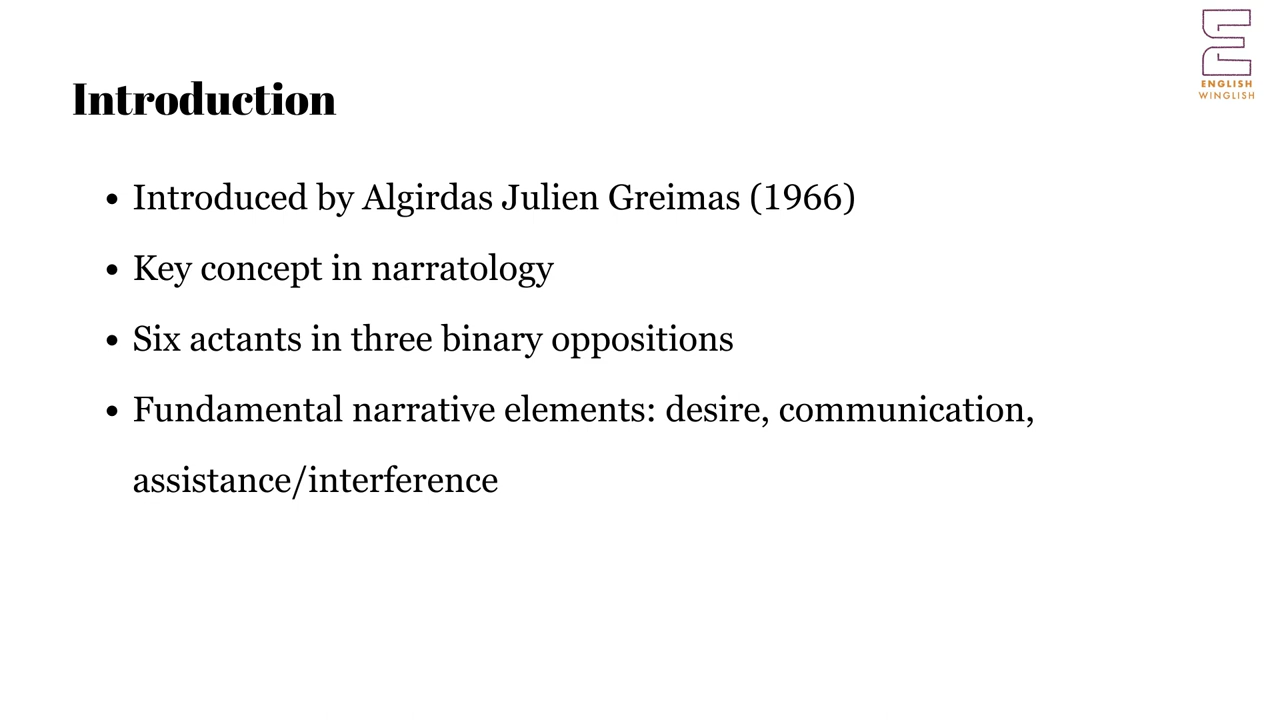 ENGLISH
WINGLISH
Introduction
• Introduced by Algirdas Julien Greimas (1966)
• Key concept in narratology
• Six actants in three binary oppositions
• Fundamental narrative elements: desire, communication,
assistance/interference